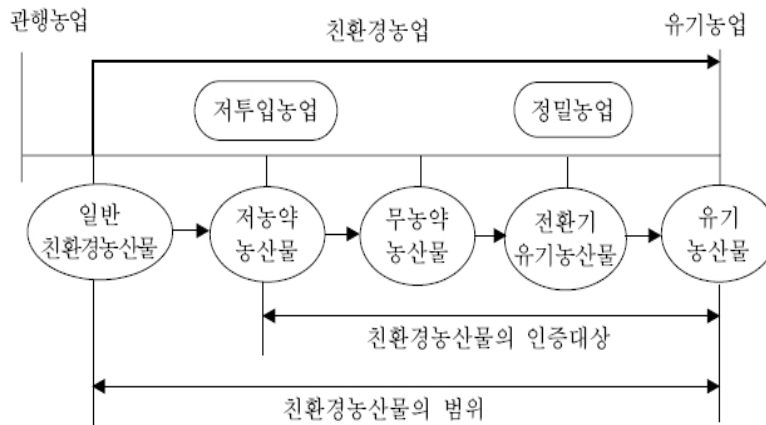 관행농업
친환경농업
유기농업
저투입농업
정밀농업
일반
친환경농산물
저농약
농산물
무농약
농산물
전환기
유기농산물
유기
농산물
친환경농산물의 인증대상
친환경농산물의 범위